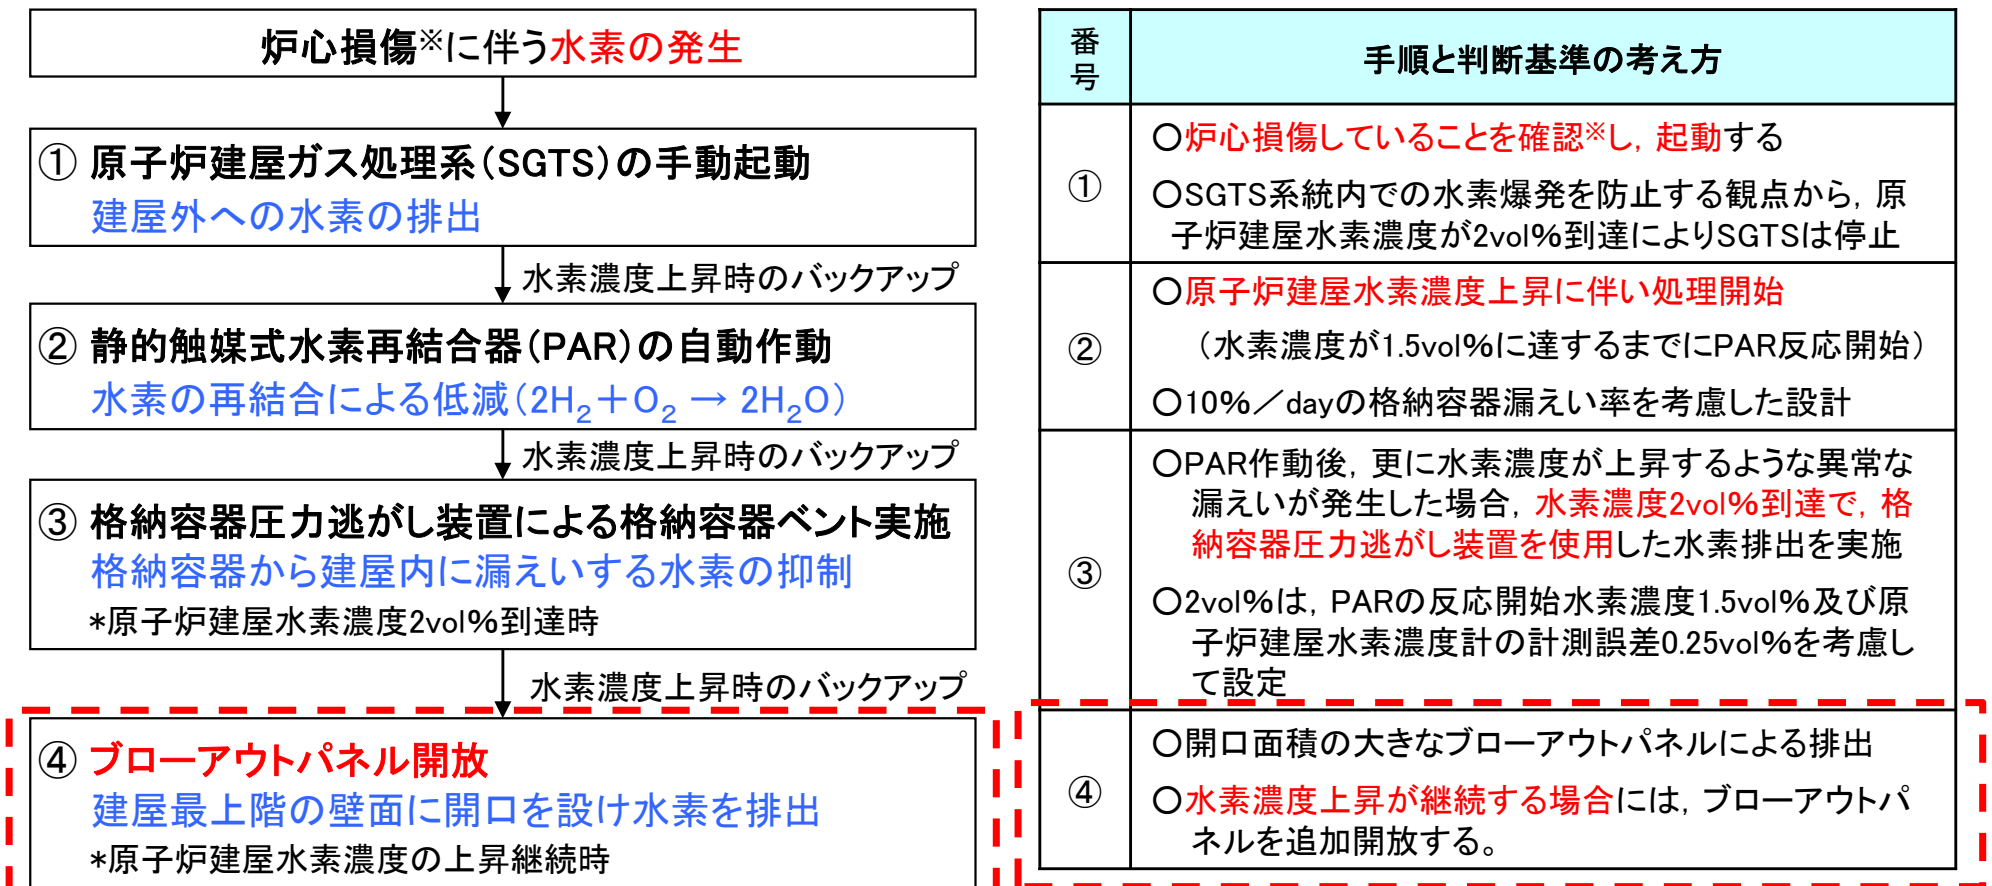 炉心損傷※に伴う水素の発生
① 原子炉建屋ガス処理系(SGTS)の手動起動
建屋外への水素の排出
水素濃度上昇時のバックアップ
② 静的触媒式水素再結合器(PAR)の自動作動
水素の再結合による低減(2H₂+O₂ → 2H₂O)
水素濃度上昇時のバックアップ
③ 格納容器圧力逃がし装置による格納容器ベント実施
格納容器から建屋内に漏えいする水素の抑制
*原子炉建屋水素濃度2vol%到達時
水素濃度上昇時のバックアップ
④ ブローアウトパネル開放
建屋最上階の壁面に開口を設け水素を排出
*原子炉建屋水素濃度の上昇継続時
番号
手順と判断基準の考え方
①
○炉心損傷していることを確認※し，起動する
○SGTS系統内での水素爆発を防止する観点から，原
子炉建屋水素濃度が2vol%到達によりSGTSは停止
②
○原子炉建屋水素濃度上昇に伴い処理開始
(水素濃度が1.5vol%に達するまでにPAR反応開始)
○10%／dayの格納容器漏えい率を考慮した設計
③
○PAR作動後，更に水素濃度が上昇するような異常な
漏えいが発生した場合，水素濃度2vol%到達で，格
納容器圧力逃がし装置を使用した水素排出を実施
○2vol%は，PARの反応開始水素濃度1.5vol%及び原
子炉建屋水素濃度計の計測誤差0.25vol%を考慮し
て設定
④
○開口面積の大きなブローアウトパネルによる排出
○水素濃度上昇が継続する場合には，ブローアウトパ
ネルを追加開放する。